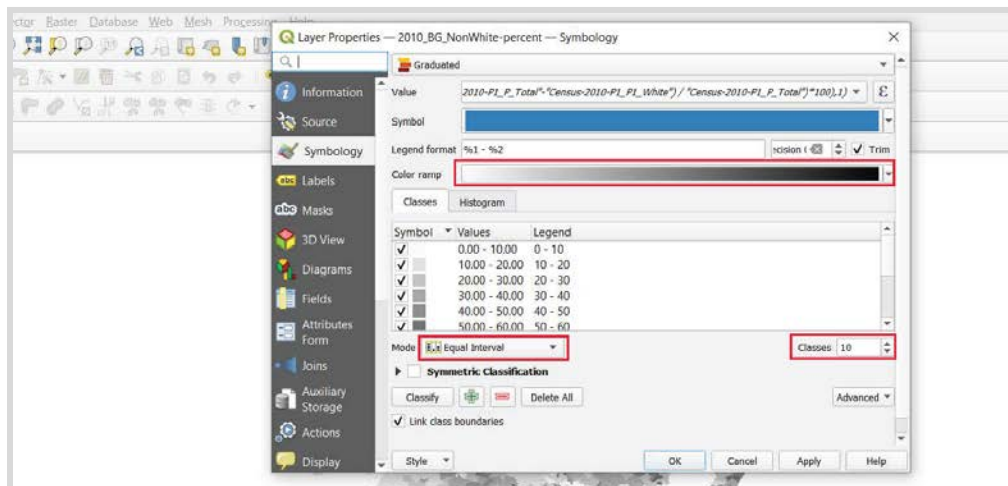 ctor Raster Database Web Mesh Processing Help
Layer Properties — 2010_BG_NonWhite-percent — Symbology
Graduated
Information
Value 2010-P1_P_Total"-"Census-2010-P1_P1_White") / "Census-2010-P1_P_Total")*100),1) ε
Source
Symbol
Symbology
Legend format %1 - %2 ecision ( Trim
Labels
Color ramp
Classes Histogram
Masks
Symbol Values Legend
3D View
0.00 - 10.00 0 - 10
10.00 - 20.00 10 - 20
Diagrams
20.00 - 30.00 20 - 30
Fields
30.00 - 40.00 30 - 40
40.00 - 50.00 40 - 50
50.00 - 60.00 50 - 60
Attributes
Form
Mode Equal Interval Classes 10
Joins
Symmetric Classification
Auxiliary
Storage
Classify Delete All Advanced
Actions
Link class boundaries
Display
Style OK Cancel Apply Help